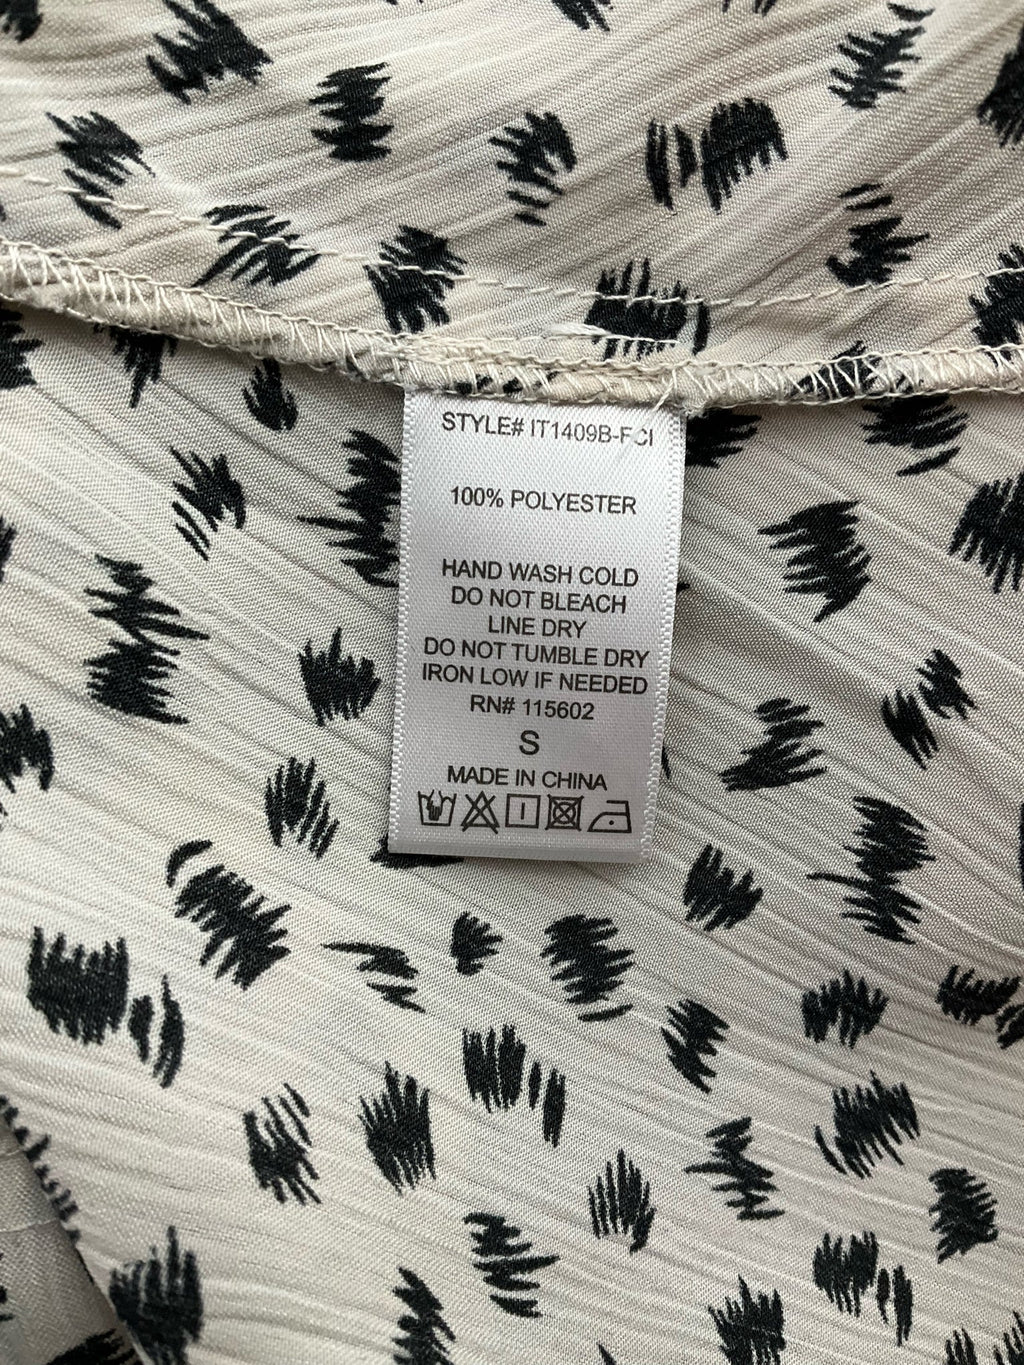 STYLE# IT1409B-FCI
100% POLYESTER
HAND WASH COLD
DO NOT BLEACH
LINE DRY
DO NOT TUMBLE DRY
IRON LOW IF NEEDED
RN# 115602
S
MADE IN CHINA